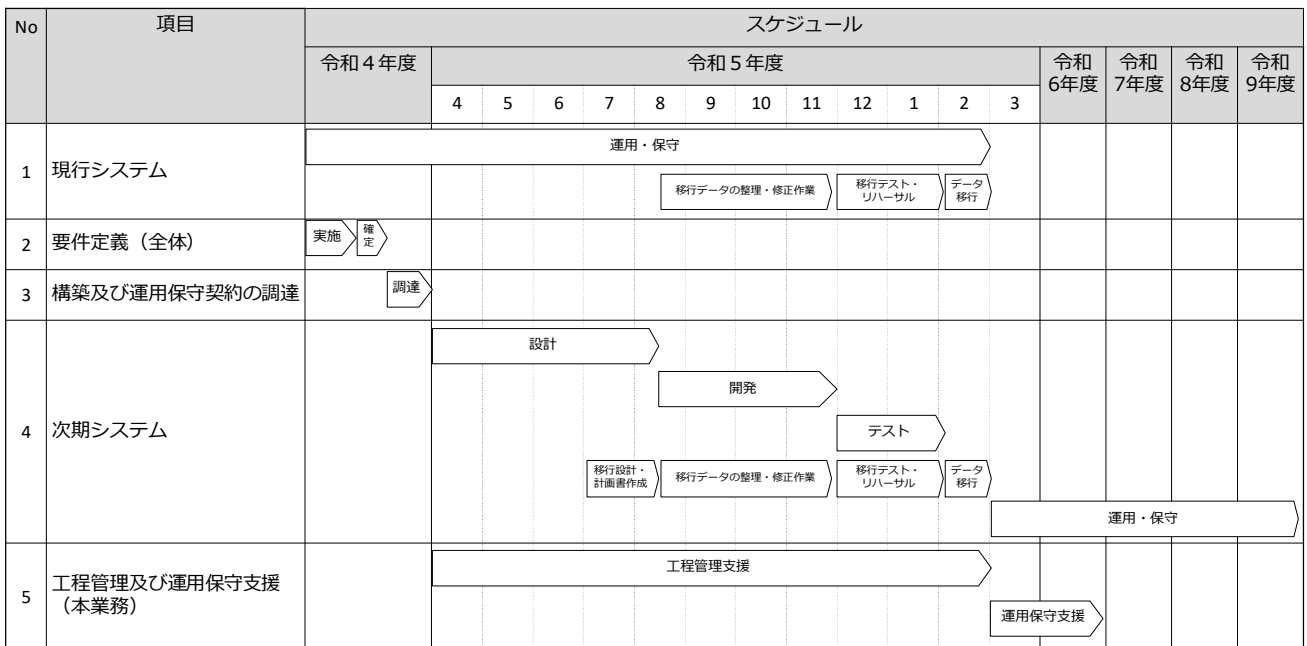 No 項目 スケジュール
令和４年度 令和５年度 令和 令和 令和 令和
6年度 7年度 8年度 9年度
4 5 6 7 8 9 10 11 12 1 2 3
1 現行システム
運用・保守
移行データの整理・修正作業
移行テスト・
リハーサル
データ
移行
2 要件定義（全体）
実施
確
定
3 構築及び運用保守契約の調達
調達
4 次期システム
設計
開発
テスト
移行設計・
計画書作成
移行データの整理・修正作業
移行テスト・
リハーサル
データ
移行
運用・保守
5 工程管理及び運用保守支援
（本業務）
工程管理支援
運用保守支援